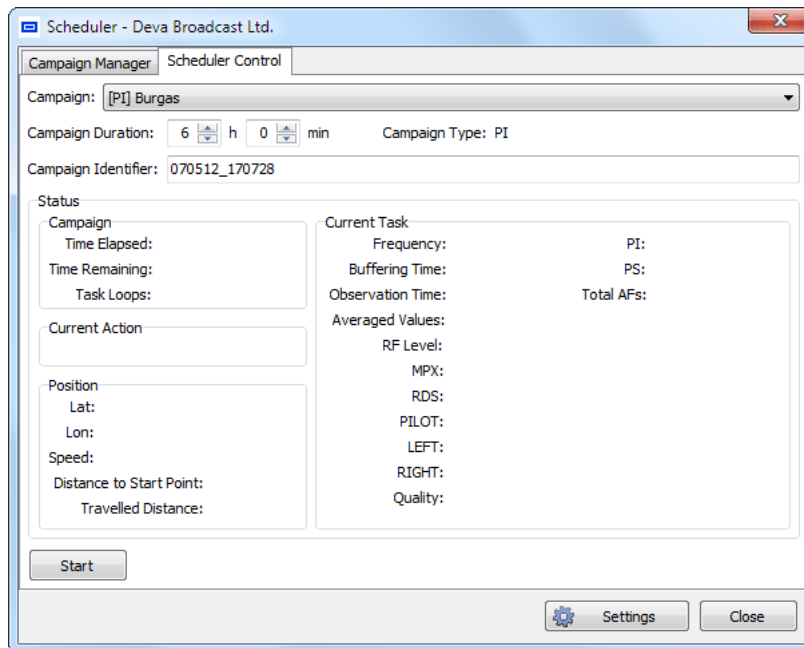 Scheduler - Deva Broadcast Ltd.
Campaign Manager Scheduler Control
Campaign: [PI] Burgas
Campaign Duration: 6 h 0 min Campaign Type: PI
Campaign Identifier: 070512_170728
Status
Campaign
Time Elapsed:
Time Remaining:
Task Loops:
Current Action
Position
Lat:
Lon:
Speed:
Distance to Start Point:
Travelled Distance:
Current Task
Frequency: PI:
Buffering Time: PS:
Observation Time: Total AFs:
Averaged Values:
RF Level:
MPX:
RDS:
PILOT:
LEFT:
RIGHT:
Quality:
Start
Settings Close